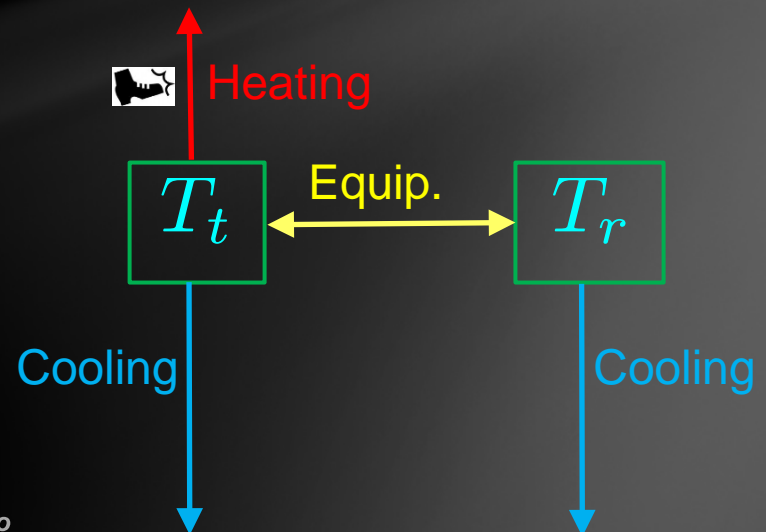 Heating
T_t
Equip.
T_r
Cooling
Cooling
o